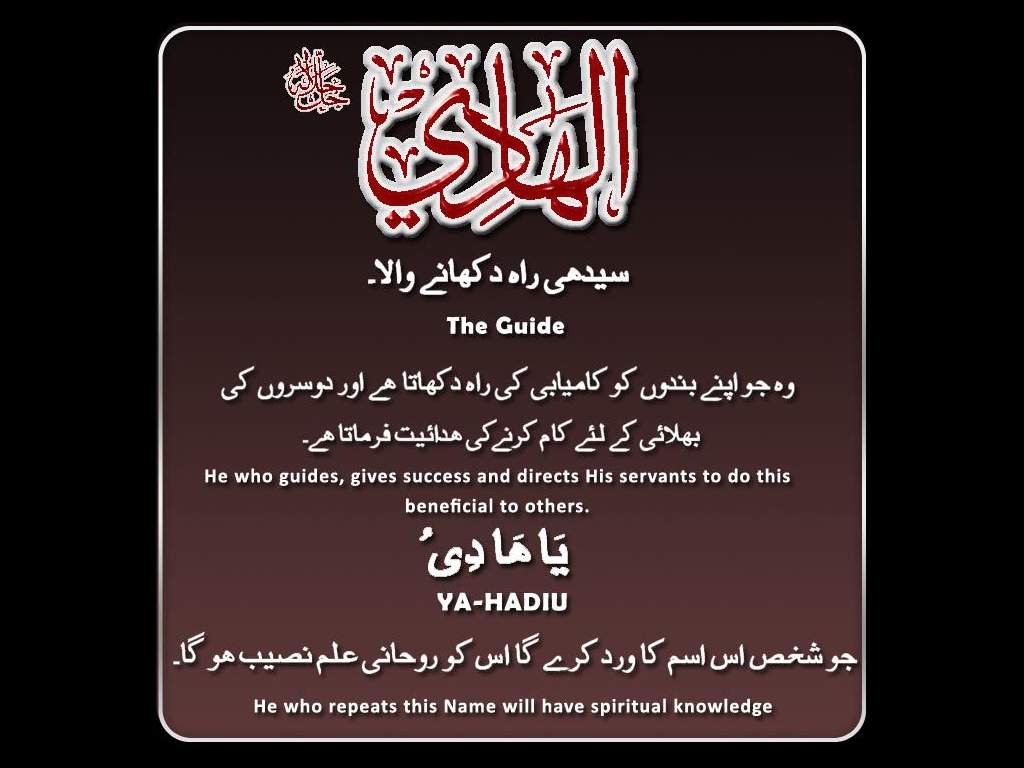 الهادي
جل جلاله
سیدھی راہ دکھانے والا۔
The Guide
وہ جو اپنے بندوں کو کامیابی کی راہ دکھاتا ھے اور دوسروں کی
بھلائی کے لئے کام کرنےکی ھدائیت فرماتا ھے۔
He who guides, gives success and directs His servants to do this
beneficial to others.
یَا ھَادِیُ
YA-HADIU
جو شخص اس اسم کا ورد کرے گا اس کو روحانی علم نصیب ھو گا۔
He who repeats this Name will have spiritual knowledge